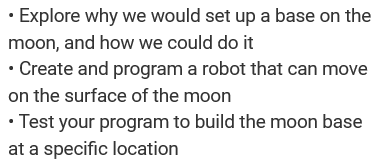 • Explore why we would set up a base on the
moon, and how we could do it
• Create and program a robot that can move
on the surface of the moon
• Test your program to build the moon base
at a specific location